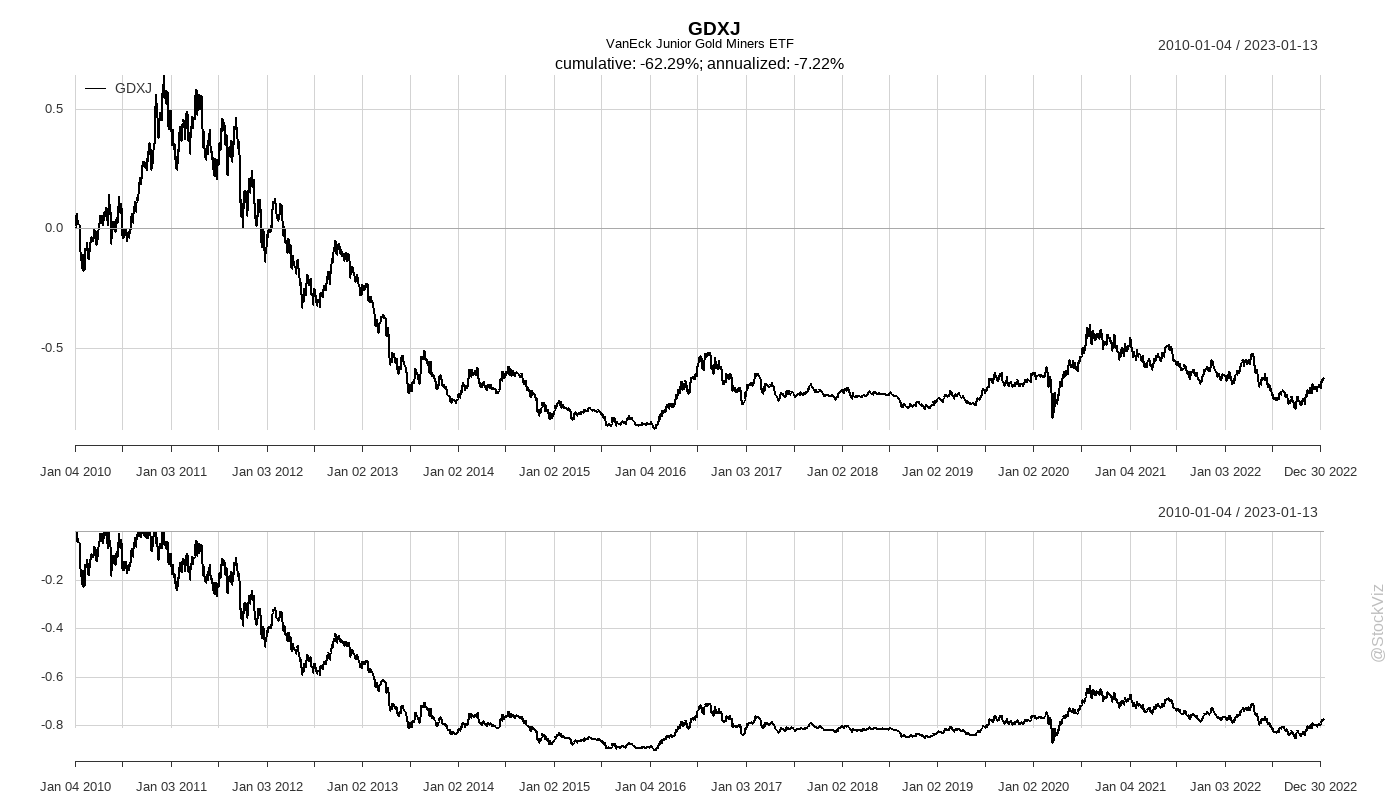 GDXJ
VanEck Junior Gold Miners ETF
cumulative: -62.29%; annualized: -7.22%
2010-01-04 / 2023-01-13
GDXJ
0.5
0.0
-0.5
Jan 04 2010 Jan 03 2011 Jan 03 2012 Jan 02 2013 Jan 02 2014 Jan 02 2015 Jan 04 2016 Jan 03 2017 Jan 02 2018 Jan 02 2019 Jan 02 2020 Jan 04 2021 Jan 03 2022 Dec 30 2022
2010-01-04 / 2023-01-13
-0.2
-0.4
-0.6
-0.8
Jan 04 2010 Jan 03 2011 Jan 03 2012 Jan 02 2013 Jan 02 2014 Jan 02 2015 Jan 04 2016 Jan 03 2017 Jan 02 2018 Jan 02 2019 Jan 02 2020 Jan 04 2021 Jan 03 2022 Dec 30 2022
@StockViz